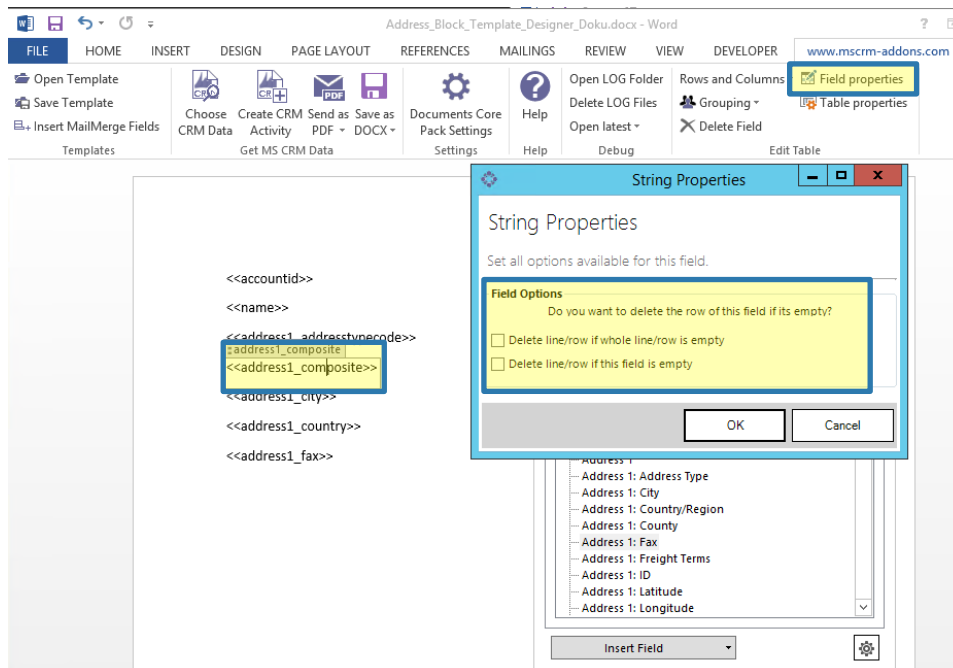 Address_Block_Template_Designer_Doku.docx - Word
?
FILE HOME INSERT DESIGN PAGE LAYOUT REFERENCES MAILINGS REVIEW VIEW DEVELOPER www.mscrm-addons.com
Open Template
Save Template
Insert MailMerge Fields
Templates
Choose CRM Data
Create CRM Activity
PDF
Send as PDF
Save as DOCX
Get MS CRM Data
Documents Core Pack Settings
Settings
Help
Help
Open LOG Folder
Delete LOG Files
Open latest
Debug
Rows and Columns
Grouping
Delete Field
Field properties
Table properties
Edit Table
String Properties
String Properties
Set all options available for this field.
Field Options
Do you want to delete the row of this field if its empty?
Delete line/row if whole line/row is empty
Delete line/row if this field is empty
OK Cancel
<<accountid>>
<<name>>
<<address1_addresstypecode>>
address1_composite
<<address1_composite>>
<<address1_city>>
<<address1_country>>
<<address1_fax>>
Address 1
Address 1: Address Type
Address 1: City
Address 1: Country/Region
Address 1: County
Address 1: Fax
Address 1: Freight Terms
Address 1: ID
Address 1: Latitude
Address 1: Longitude
Insert Field